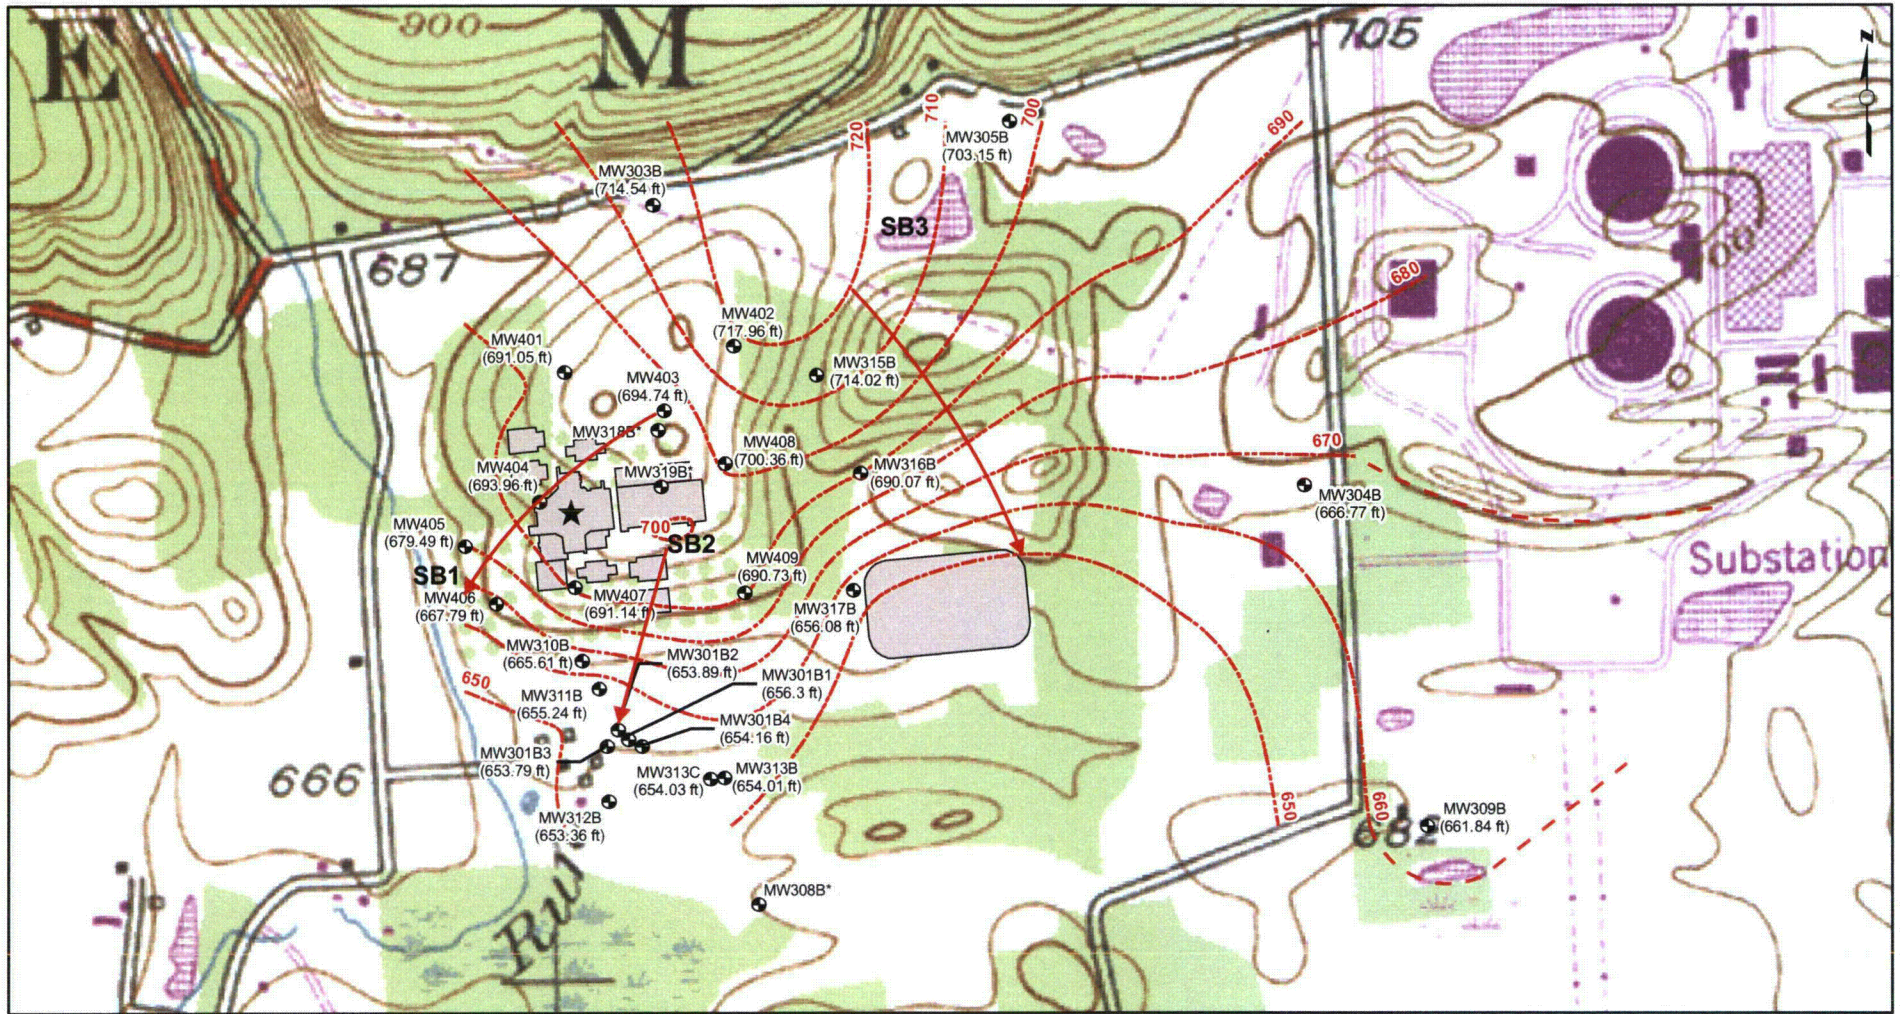 E
900
M
705
N
710
700
720
690
MW305B
(703.15 ft)
MW303B
(714.54 ft)
SB3
687
680
MW402
(717.96 ft)
MW401
(691.05 ft)
MW315B
(714.02 ft)
MW403
(694.74 ft)
MW318B*
670
MW408
(700.36 ft)
MW404
(693.96 ft)
MW319B*
MW316B
(690.07 ft)
MW304B
(666.77 ft)
MW405
(679.49 ft)
700
SB2
Substation
SB1
MW409
(690.73 ft)
MW406
(667.79 ft)
MW407
(691.14 ft)
MW317B
(656.08 ft)
MW310B
(665.61 ft)
MW301B2
(653.89 ft)
650
MW301B1
(656.3 ft)
MW311B
(655.24 ft)
MW301B4
(654.16 ft)
MW301B3
(653.79 ft)
666
MW313C
(654.03 ft)
MW313B
(654.01 ft)
650
660
682
MW309B
(661.84 ft)
MW312B
(653.36 ft)
MW308B*
Run